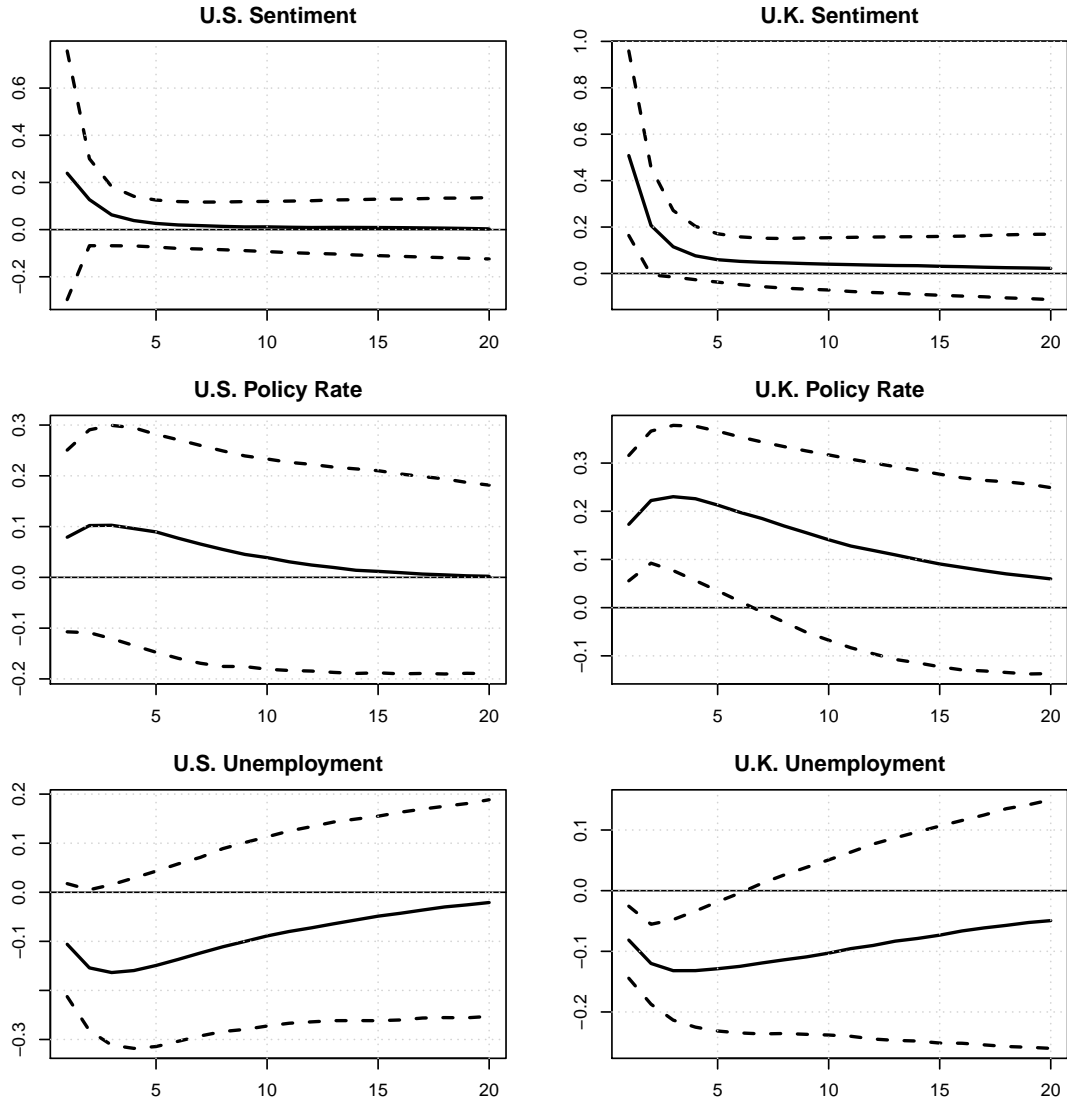 U.S. Sentiment
−0.2 0.0 0.2 0.4 0.6
5 10 15 20
U.K. Sentiment
0.0 0.2 0.4 0.6 0.8 1.0
5 10 15 20
U.S. Policy Rate
−0.2 −0.1 0.0 0.1 0.2 0.3
5 10 15 20
U.K. Policy Rate
−0.1 0.0 0.1 0.2 0.3
5 10 15 20
U.S. Unemployment
−0.3 −0.1 0.0 0.1 0.2
5 10 15 20
U.K. Unemployment
−0.2 −0.1 0.0 0.1
5 10 15 20